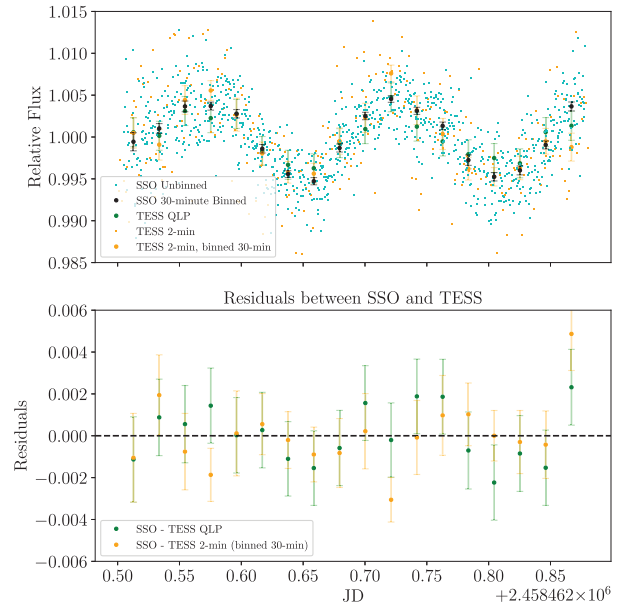 1.015
1.010
1.005
1.000
0.995
0.990
0.985
Relative Flux
SSO Unbinned
SSO 30-minute Binned
TESS QLP
TESS 2-min
TESS 2-min, binned 30-min
Residuals between SSO and TESS
0.006
0.004
0.002
0.000
−0.002
−0.004
−0.006
Residuals
SSO - TESS QLP
SSO - TESS 2-min (binned 30-min)
0.50 0.55 0.60 0.65 0.70 0.75 0.80 0.85
JD
+2.458462×10⁶